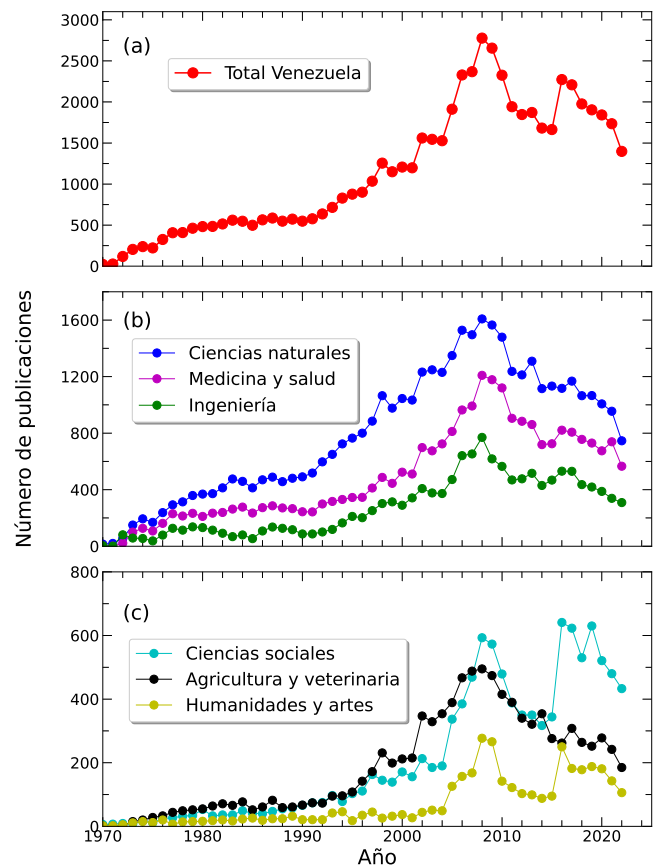 3000
(a)
Total Venezuela
2500
2000
1500
1000
500
0
Número de publicaciones
(b)
1600
Ciencias naturales
Medicina y salud
Ingeniería
1200
800
400
0
800
(c)
600
Ciencias sociales
Agricultura y veterinaria
Humanidades y artes
400
200
0
1970 1980 1990 2000 2010 2020
Año